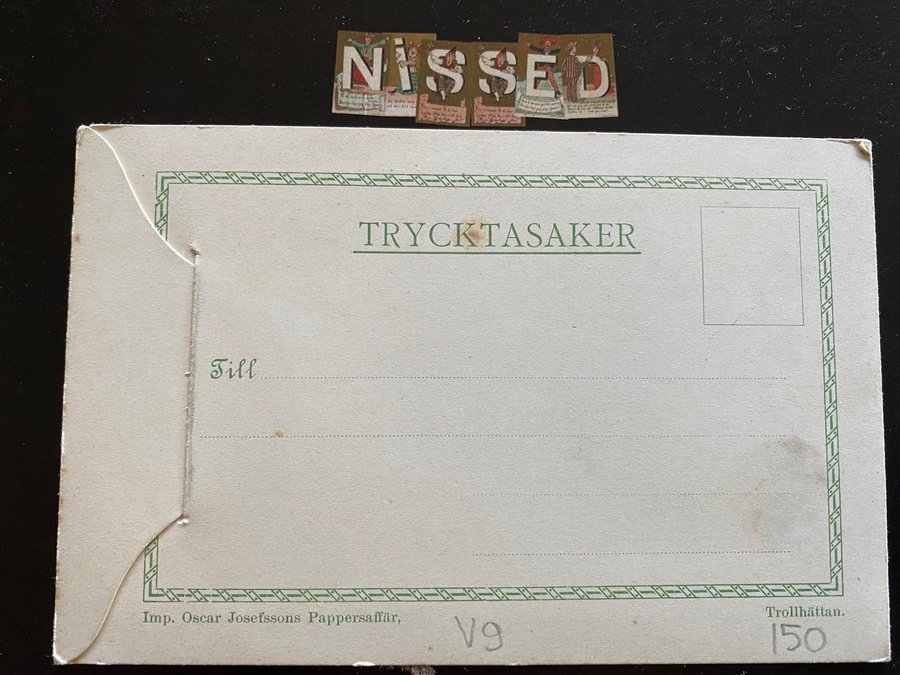 NiSSED
TRYCKTASAKER
Till
Imp. Oscar Josefssons Pappersaffär, Trollhättan.
V9 150